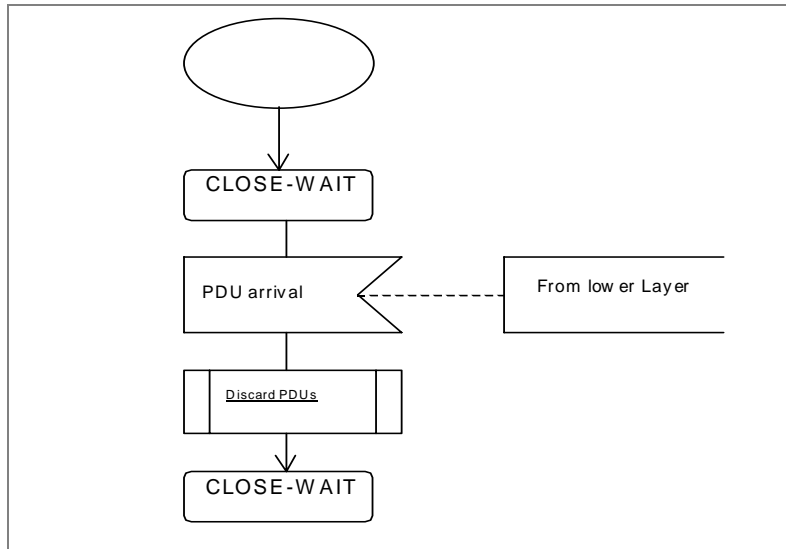 CLOSE-WAIT
PDU arrival
From lower Layer
Discard PDUs
CLOSE-WAIT